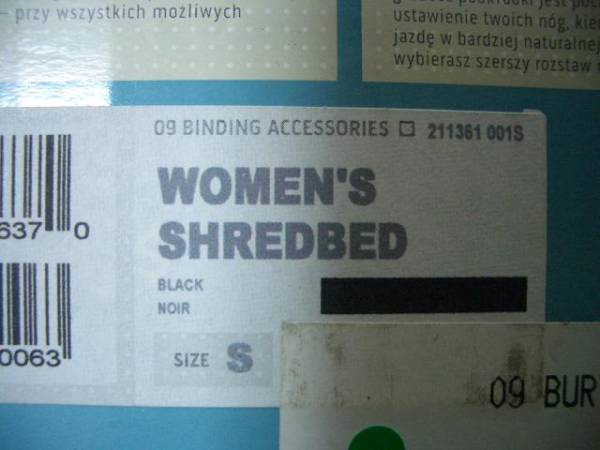 – przy wszystkich możliwych
ustawienie twoich nóg, kie
jazdę w bardziej naturalnej
wybierasz szerszy rozstaw
09 BINDING ACCESSORIES 211361 001S
WOMEN'S
SHREDBED
637 0
BLACK
NOIR
0063
SIZE S
09 BUR